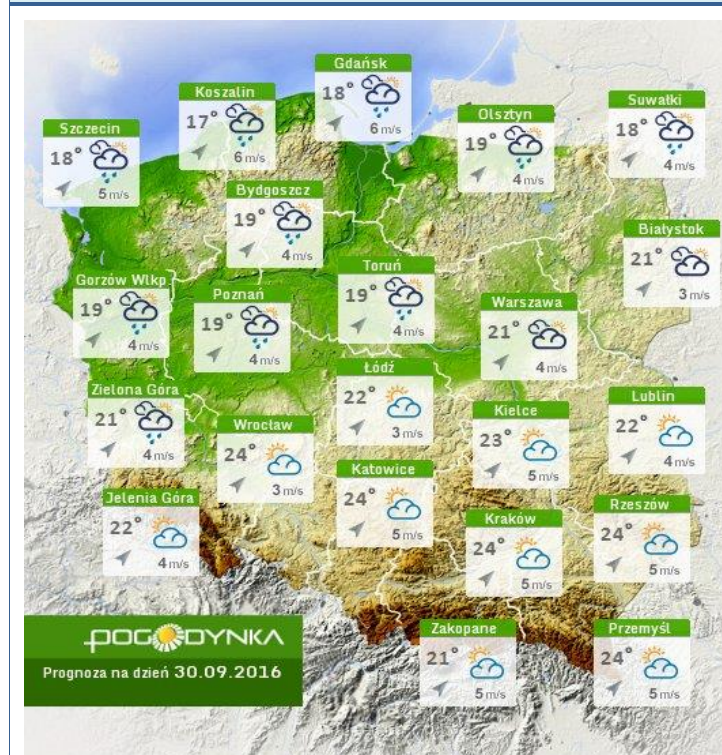 Gdańsk
18°
6 m/s
Koszalin
17°
6 m/s
Suwałki
18°
4 m/s
Olsztyn
19°
4 m/s
Szczecin
18°
5 m/s
Bydgoszcz
19°
4 m/s
Białystok
21°
3 m/s
Toruń
19°
4 m/s
Gorzów Wlkp
19°
4 m/s
Poznań
19°
4 m/s
Warszawa
21°
4 m/s
Łódź
22°
3 m/s
Zielona Góra
21°
4 m/s
Lublin
22°
4 m/s
Kielce
23°
5 m/s
Wrocław
24°
3 m/s
Katowice
24°
5 m/s
Jelenia Góra
22°
4 m/s
Rzeszów
24°
5 m/s
Kraków
24°
5 m/s
Zakopane
21°
5 m/s
Przemyśl
24°
5 m/s
POGODYNKA
Prognoza na dzień 30.09.2016